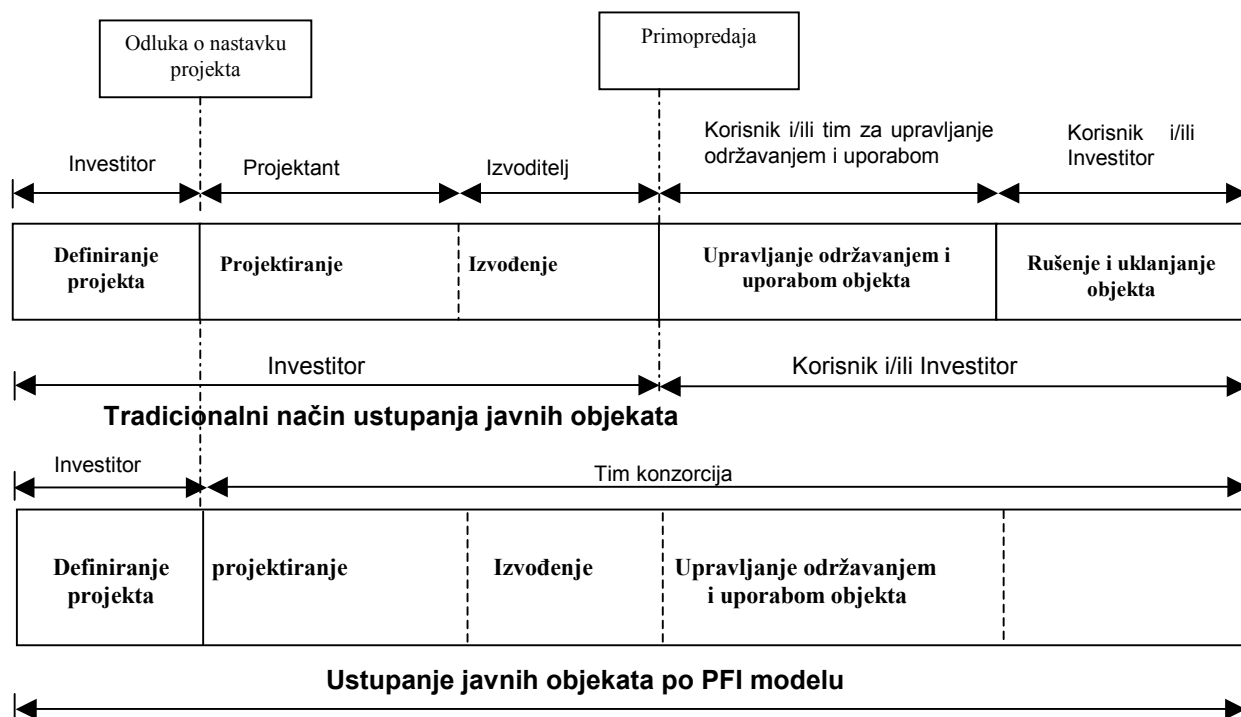 Odluka o nastavku
projekta
Primopredaja
Investitor
Projektant
Izvoditelj
Korisnik i/ili tim za upravljanje
održavanjem i uporabom
Korisnik i/ili
Investitor
Definiranje
projekta
Projektiranje
Izvođenje
Upravljanje održavanjem i
uporabom objekta
Rušenje i uklanjanje
objekta
Investitor
Korisnik i/ili Investitor
Tradicionalni način ustupanja javnih objekata
Investitor
Tim konzorcija
Definiranje
projekta
projektiranje
Izvođenje
Upravljanje održavanjem
i uporabom objekta
Ustupanje javnih objekata po PFI modelu